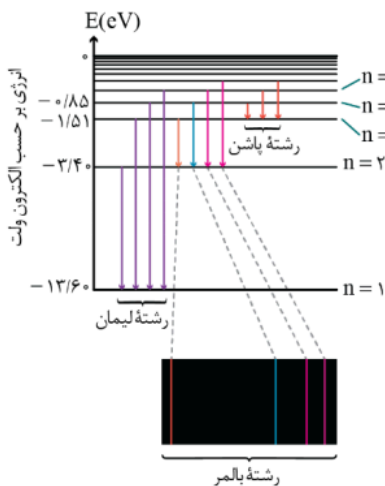 E(eV)
انرژی بر حسب الکترون ولت
۰
n =
−۰/۸۵
n =
−۱/۵۱
n =
رشتهٔ پاشن
−۳/۴۰
n = ۲
−۱۳/۶۰
n = ۱
رشتهٔ لیمان
رشتهٔ بالمر